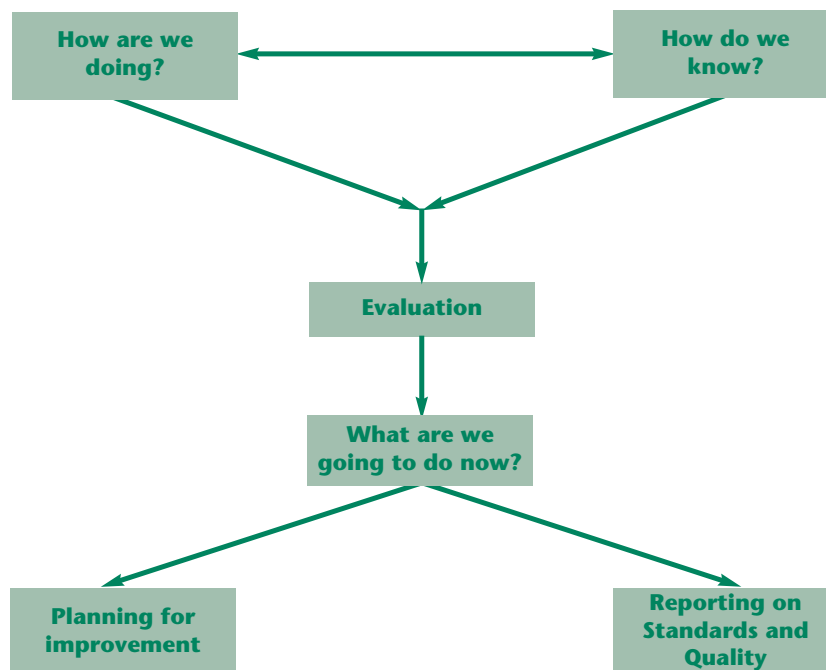 How are we
doing?
How do we
know?
Evaluation
What are we
going to do now?
Planning for
improvement
Reporting on
Standards and
Quality